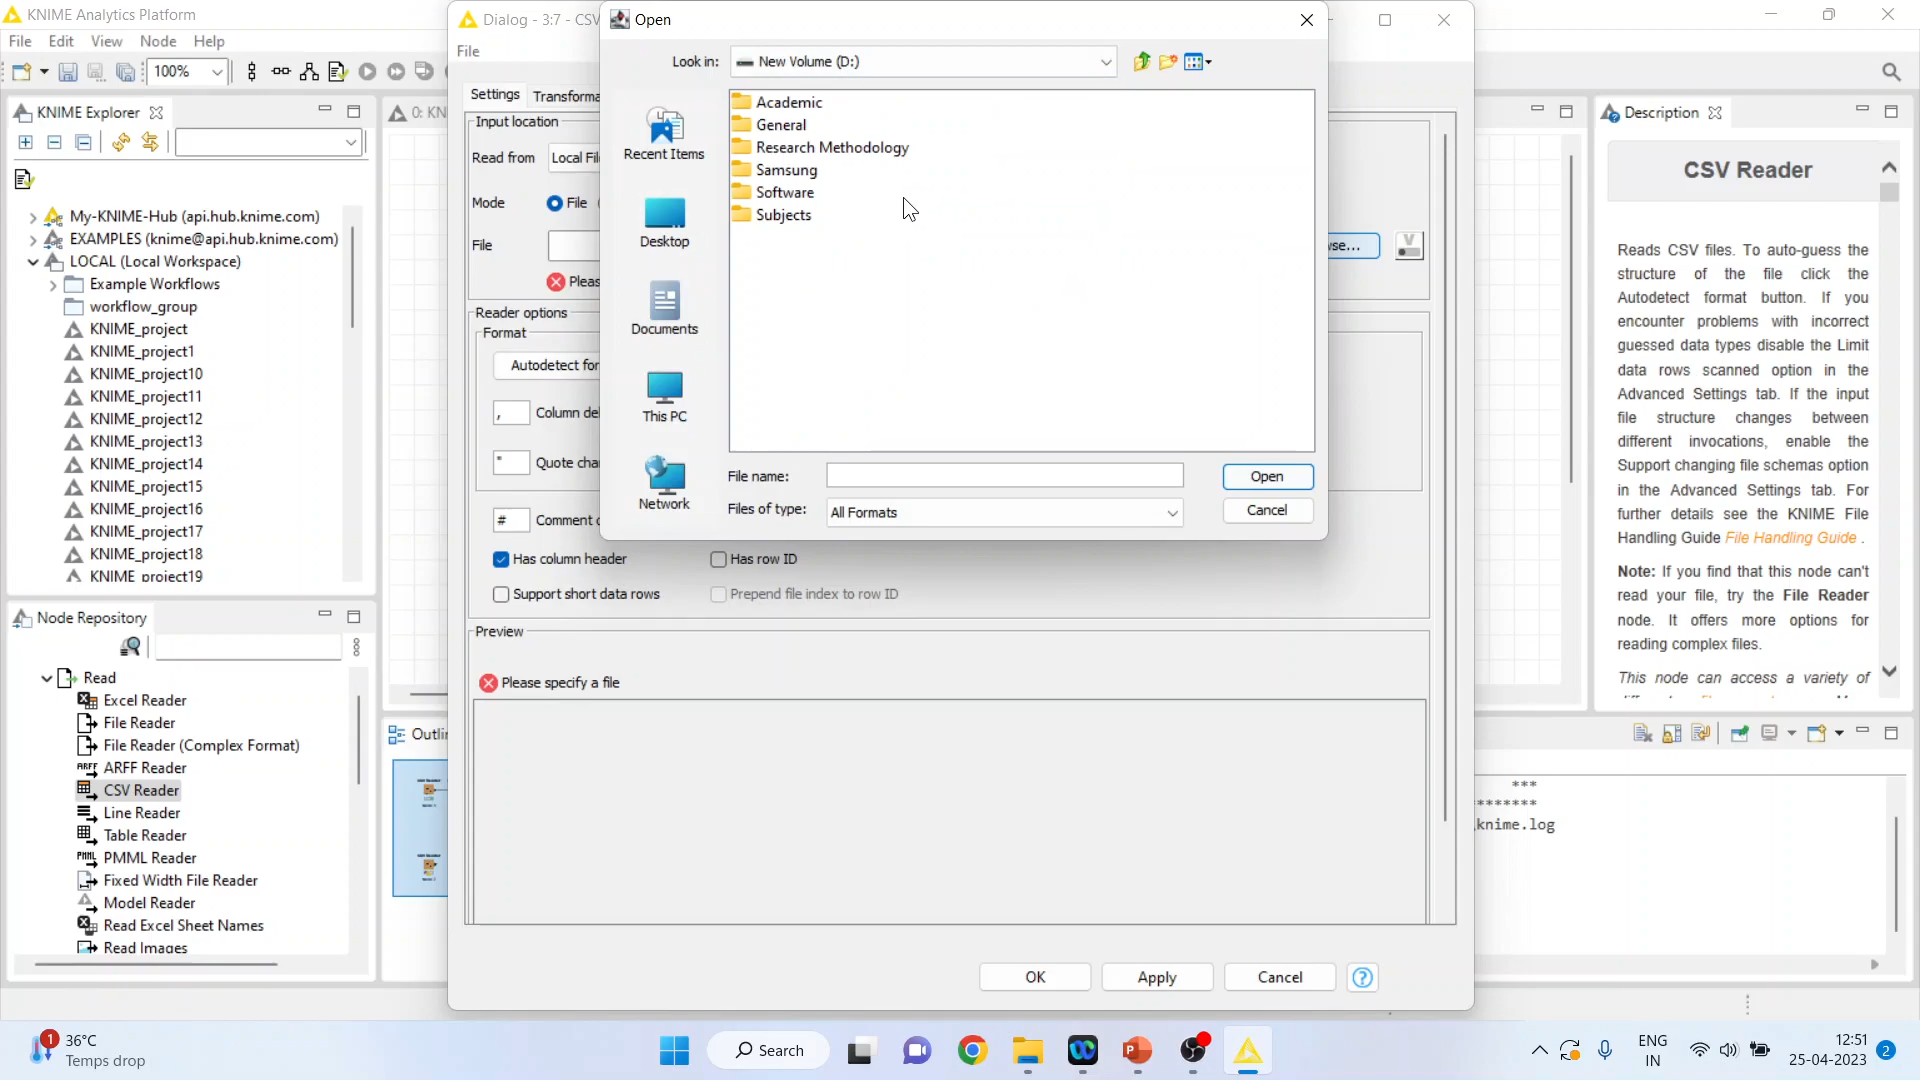 KNIME Analytics Platform
File Edit View Node Help
100%
KNIME Explorer
My-KNIME-Hub (api.hub.knime.com)
EXAMPLES (knime@api.hub.knime.com)
LOCAL (Local Workspace)
Example Workflows
workflow_group
KNIME_project
KNIME_project1
KNIME_project10
KNIME_project11
KNIME_project12
KNIME_project13
KNIME_project14
KNIME_project15
KNIME_project16
KNIME_project17
KNIME_project18
KNIME_project19
Node Repository
Read
Excel Reader
File Reader
File Reader (Complex Format)
ARFF Reader
CSV Reader
Line Reader
Table Reader
PMML Reader
Fixed Width File Reader
Model Reader
Read Excel Sheet Names
Read Images
0: KN
Outli
Dialog - 3:7 - CSV
File
Settings Transforma
Input location
Read from Local Fil
Mode File
File
wse...
Pleas
Reader options
Format
Autodetect for
, Column del
" Quote cha
# Comment c
Has column header Has row ID
Support short data rows Prepend file index to row ID
Preview
Please specify a file
OK Apply Cancel ?
Open
Look in: New Volume (D:)
Recent Items
Desktop
Documents
This PC
Network
Academic
General
Research Methodology
Samsung
Software
Subjects
File name:
Open
Files of type: All Formats
Cancel
Description
CSV Reader
Reads CSV files. To auto-guess the
structure of the file click the
Autodetect format button. If you
encounter problems with incorrect
guessed data types disable the Limit
data rows scanned option in the
Advanced Settings tab. If the input
file structure changes between
different invocations, enable the
Support changing file schemas option
in the Advanced Settings tab. For
further details see the KNIME File
Handling Guide File Handling Guide .
Note: If you find that this node can't
read your file, try the File Reader
node. It offers more options for
reading complex files.
This node can access a variety of
***
********
knime.log
1
36°C
Temps drop
Search
ENG
IN
12:51
25-04-2023
2